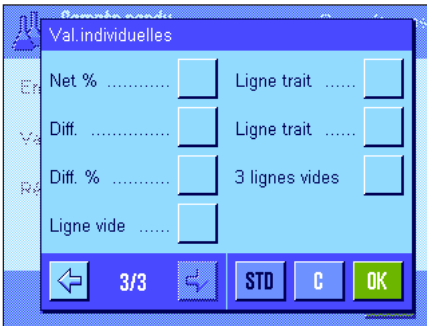 Val.individuelles
Net % ............
Diff. ............
Diff. % ..........
Ligne vide ......
Ligne trait ......
Ligne trait ......
3 lignes vides
3/3
STD
C
OK